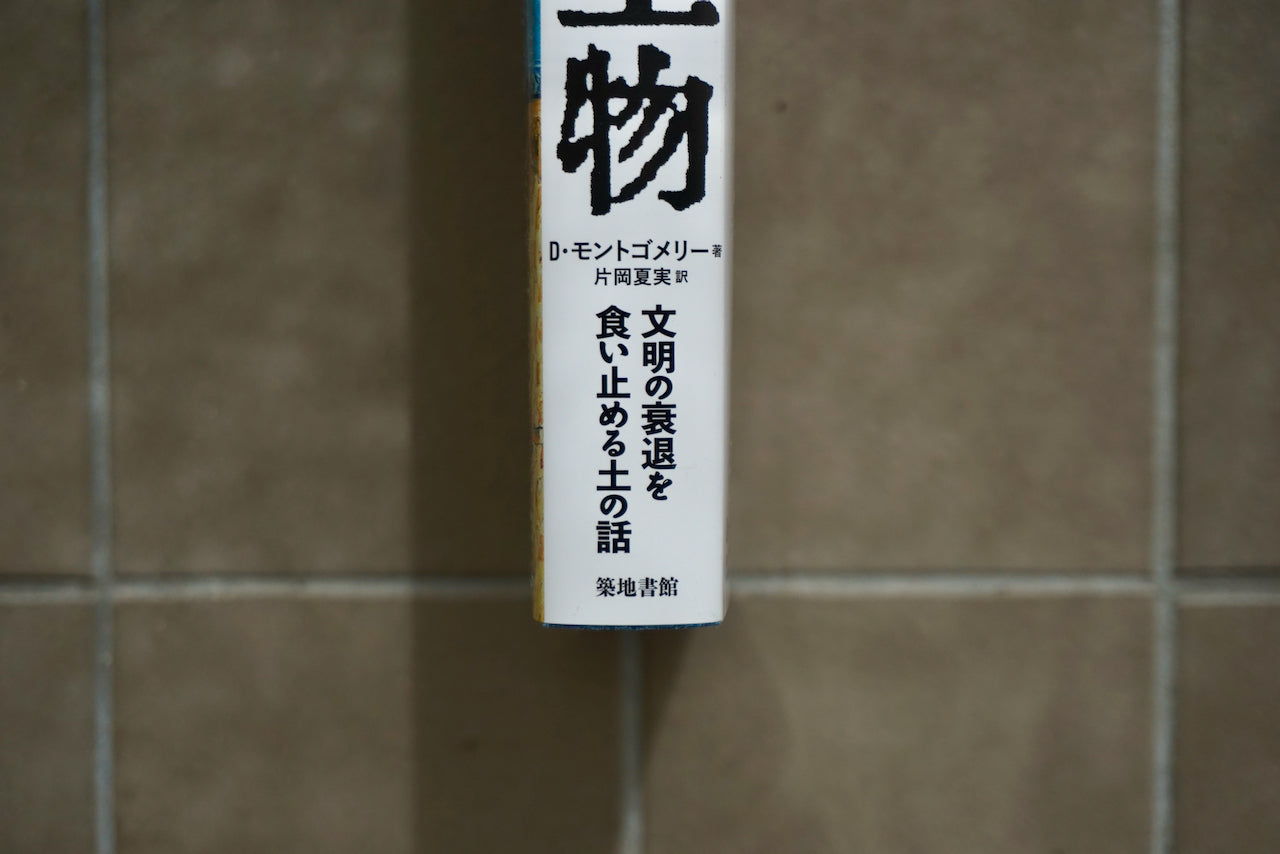 物
D・モントゴメリー著
片岡夏実訳
文明の衰退を
食い止める土の話
築地書館